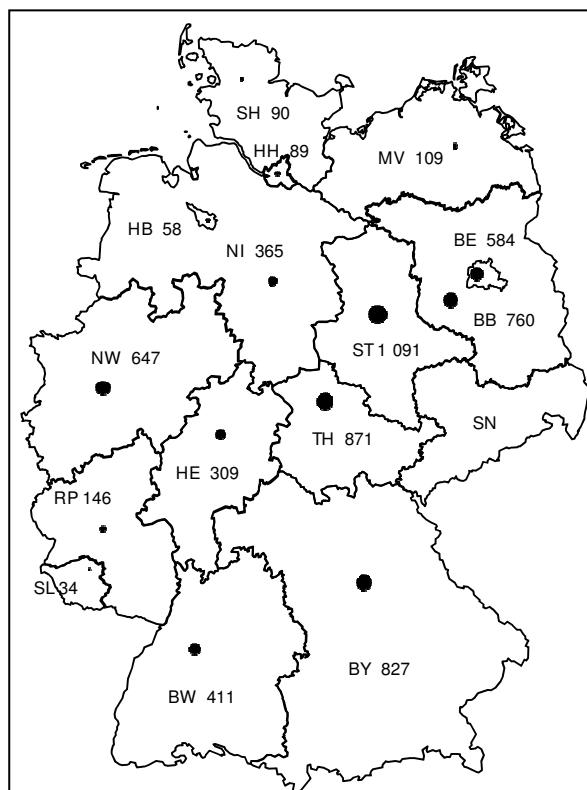 SH 90
HH 89
MV 109
HB 58
BE 584
NI 365
BB 760
ST 1 091
NW 647
SN
TH 871
HE 309
RP 146
SL 34
BY 827
BW 411